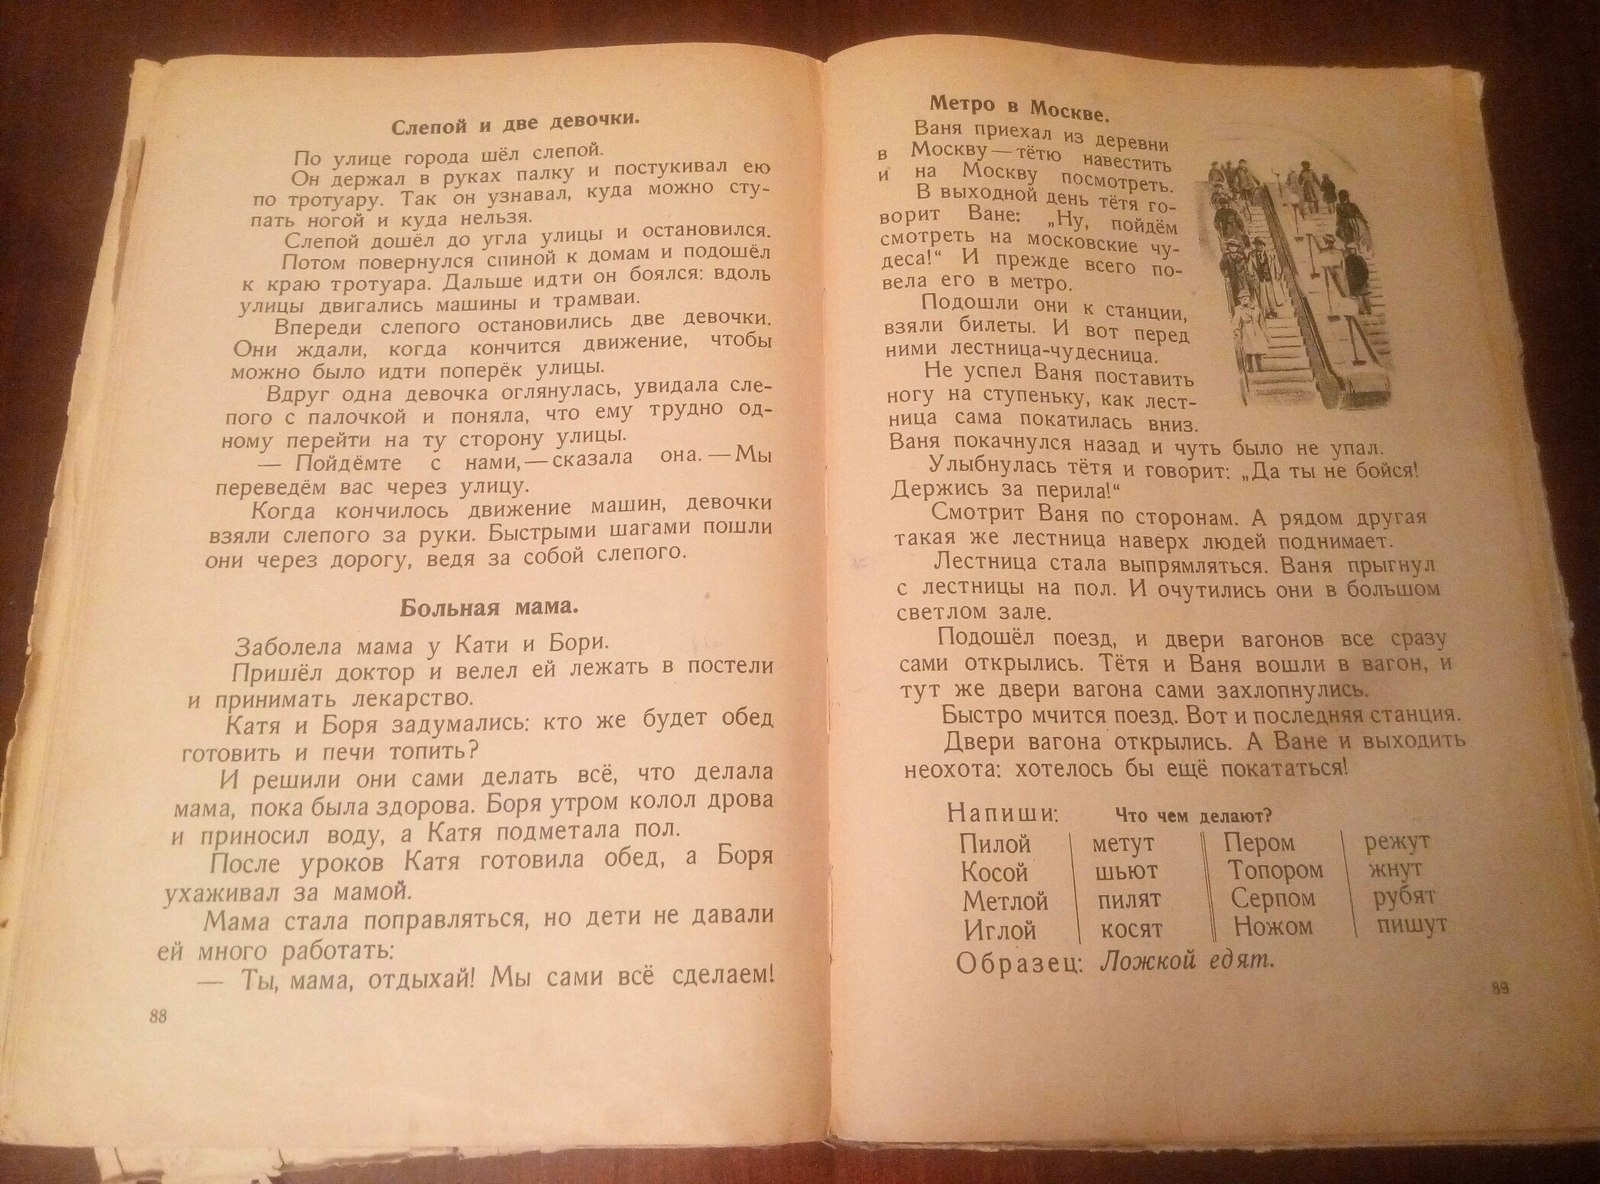 Слепой и две девочки.
По улице города шёл слепой.
Он держал в руках палку и постукивал ею
по тротуару. Так он узнавал, куда можно сту-
пать ногой и куда нельзя.
Слепой дошёл до угла улицы и остановился.
Потом повернулся спиной к домам и подошёл
к краю тротуара. Дальше идти он боялся: вдоль
улицы двигались машины и трамваи.
Впереди слепого остановились две девочки.
Они ждали, когда кончится движение, чтобы
можно было идти поперёк улицы.
Вдруг одна девочка оглянулась, увидала сле-
пого с палочкой и поняла, что ему трудно од-
ному перейти на ту сторону улицы.
— Пойдёмте с нами, — сказала она. — Мы
переведём вас через улицу.
Когда кончилось движение машин, девочки
взяли слепого за руки. Быстрыми шагами пошли
они через дорогу, ведя за собой слепого.
Больная мама.
Заболела мама у Кати и Бори.
Пришёл доктор и велел ей лежать в постели
и принимать лекарство.
Катя и Боря задумались: кто же будет обед
готовить и печи топить?
И решили они сами делать всё, что делала
мама, пока была здорова. Боря утром колол дрова
и приносил воду, а Катя подметала пол.
После уроков Катя готовила обед, а Боря
ухаживал за мамой.
Мама стала поправляться, но дети не давали
ей много работать:
— Ты, мама, отдыхай! Мы сами всё сделаем!
88
Метро в Москве.
Ваня приехал из деревни
в Москву — тётю навестить
и на Москву посмотреть.
В выходной день тётя го-
ворит Ване: „Ну, пойдём
смотреть на московские чу-
деса!“ И прежде всего по-
вела его в метро.
Подошли они к станции,
взяли билеты. И вот перед
ними лестница-чудесница.
Не успел Ваня поставить
ногу на ступеньку, как лест-
ница сама покатилась вниз.
Ваня покачнулся назад и чуть было не упал.
Улыбнулась тётя и говорит: „Да ты не бойся!
Держись за перила!“
Смотрит Ваня по сторонам. А рядом другая
такая же лестница наверх людей поднимает.
Лестница стала выпрямляться. Ваня прыгнул
с лестницы на пол. И очутились они в большом
светлом зале.
Подошёл поезд, и двери вагонов все сразу
сами открылись. Тётя и Ваня вошли в вагон, и
тут же двери вагона сами захлопнулись.
Быстро мчится поезд. Вот и последняя станция.
Двери вагона открылись. А Ване и выходить
неохота: хотелось бы ещё покататься!
Напиши: Что чем делают?
Пилой метут Пером режут
Косой шьют Топором жнут
Метлой пилят Серпом рубят
Иглой косят Ножом пишут
Образец: Ложкой едят.
89